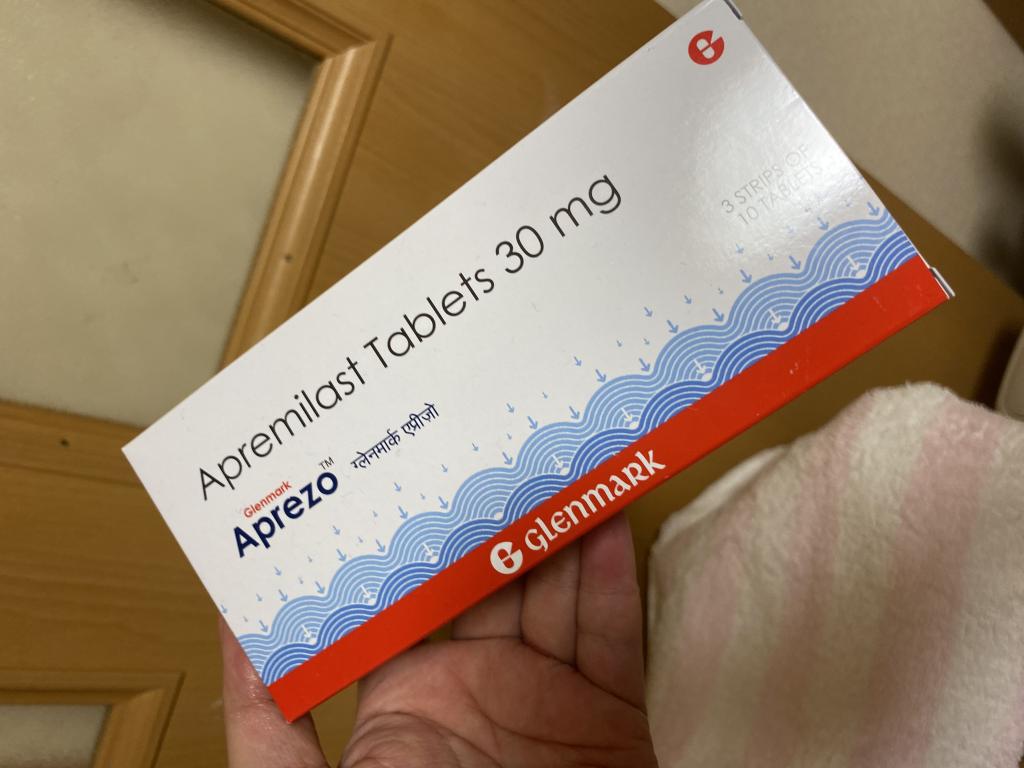 3 STRIPS OF
10 TABLETS
Apremilast Tablets 30 mg
Glenmark
Aprezo™ ग्लेनमार्क एप्रीज़ो
Glenmark